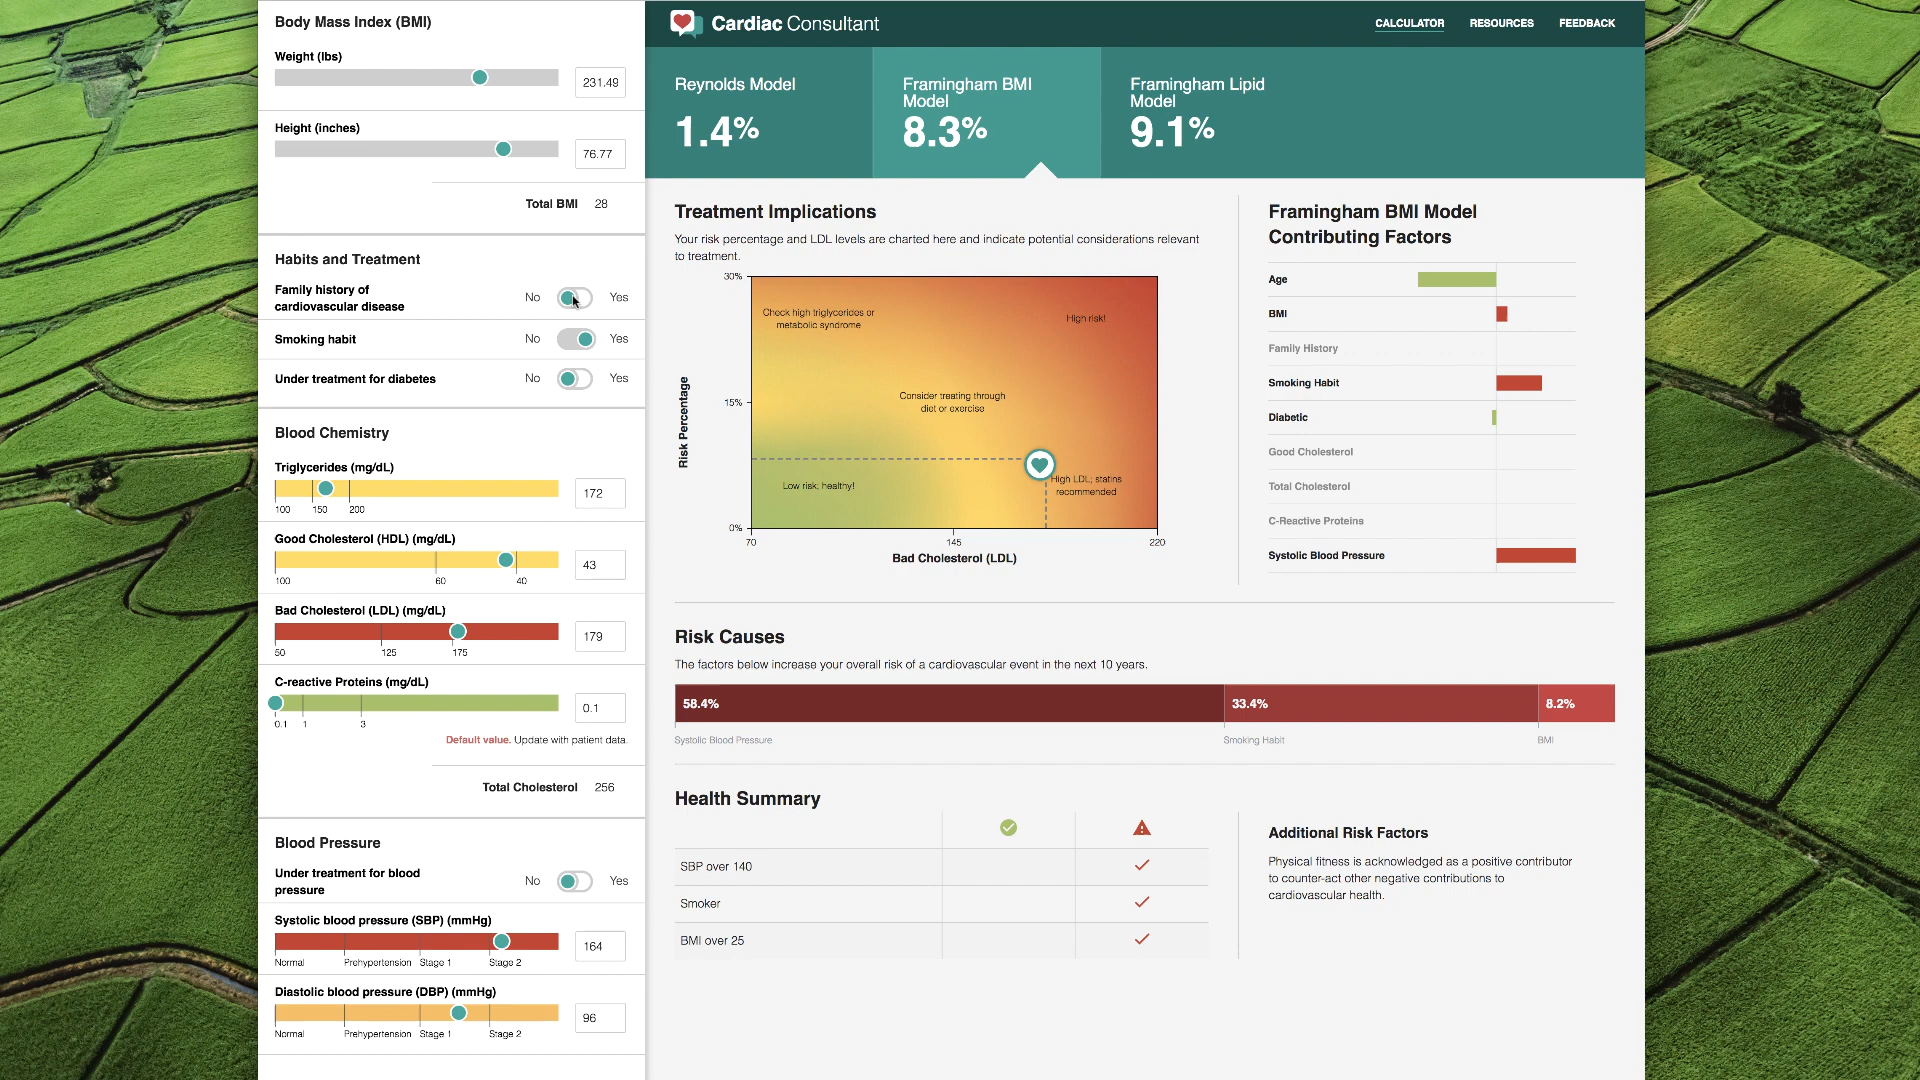 Body Mass Index (BMI)
Weight (lbs)
231.49
Height (inches)
76.77
Total BMI 28
Habits and Treatment
Family history of
cardiovascular disease
No Yes
Smoking habit No Yes
Under treatment for diabetes No Yes
Blood Chemistry
Triglycerides (mg/dL)
172
100 150 200
Good Cholesterol (HDL) (mg/dL)
43
100 60 40
Bad Cholesterol (LDL) (mg/dL)
179
50 125 175
C-reactive Proteins (mg/dL)
0.1
0.1 1 3
Default value. Update with patient data.
Total Cholesterol 256
Blood Pressure
Under treatment for blood
pressure
No Yes
Systolic blood pressure (SBP) (mmHg)
164
Normal Prehypertension Stage 1 Stage 2
Diastolic blood pressure (DBP) (mmHg)
96
Normal Prehypertension Stage 1 Stage 2
Cardiac Consultant
CALCULATOR RESOURCES FEEDBACK
Reynolds Model
1.4%
Framingham BMI
Model
8.3%
Framingham Lipid
Model
9.1%
Treatment Implications
Your risk percentage and LDL levels are charted here and indicate potential considerations relevant
to treatment.
30%
15%
0%
Risk Percentage
Check high triglycerides or
metabolic syndrome
High risk!
Consider treating through
diet or exercise
Low risk; healthy!
High LDL; statins
recommended
70 145 220
Bad Cholesterol (LDL)
Framingham BMI Model
Contributing Factors
Age
BMI
Family History
Smoking Habit
Diabetic
Good Cholesterol
Total Cholesterol
C-Reactive Proteins
Systolic Blood Pressure
Risk Causes
The factors below increase your overall risk of a cardiovascular event in the next 10 years.
58.4% 33.4% 8.2%
Systolic Blood Pressure Smoking Habit BMI
Health Summary
SBP over 140
Smoker
BMI over 25
Additional Risk Factors
Physical fitness is acknowledged as a positive contributor
to counter-act other negative contributions to
cardiovascular health.